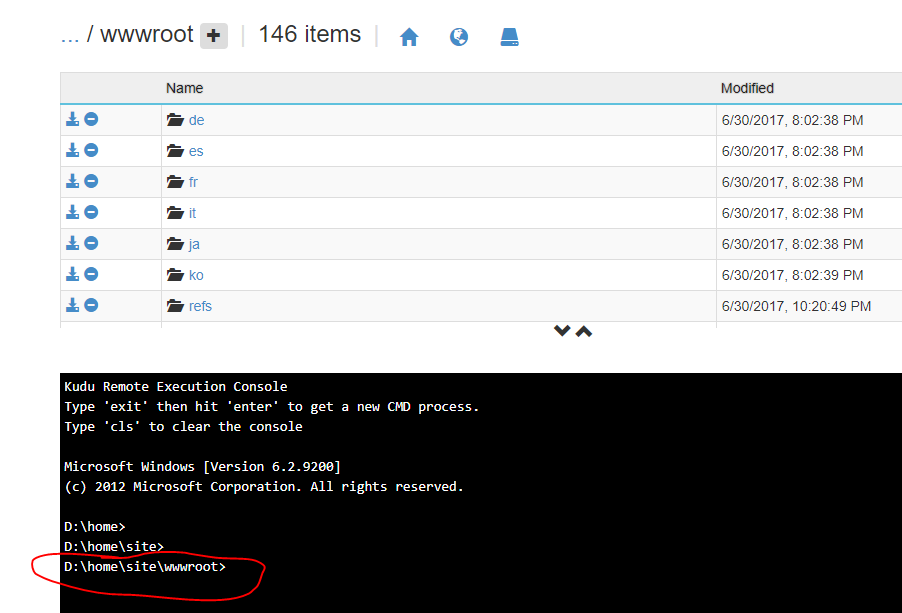 ... / wwwroot + 146 items
Name Modified
de 6/30/2017, 8:02:38 PM
es 6/30/2017, 8:02:38 PM
fr 6/30/2017, 8:02:38 PM
it 6/30/2017, 8:02:38 PM
ja 6/30/2017, 8:02:38 PM
ko 6/30/2017, 8:02:39 PM
refs 6/30/2017, 10:20:49 PM
Kudu Remote Execution Console
Type 'exit' then hit 'enter' to get a new CMD process.
Type 'cls' to clear the console
Microsoft Windows [Version 6.2.9200]
(c) 2012 Microsoft Corporation. All rights reserved.
D:\home>
D:\home\site>
D:\home\site\wwwroot>